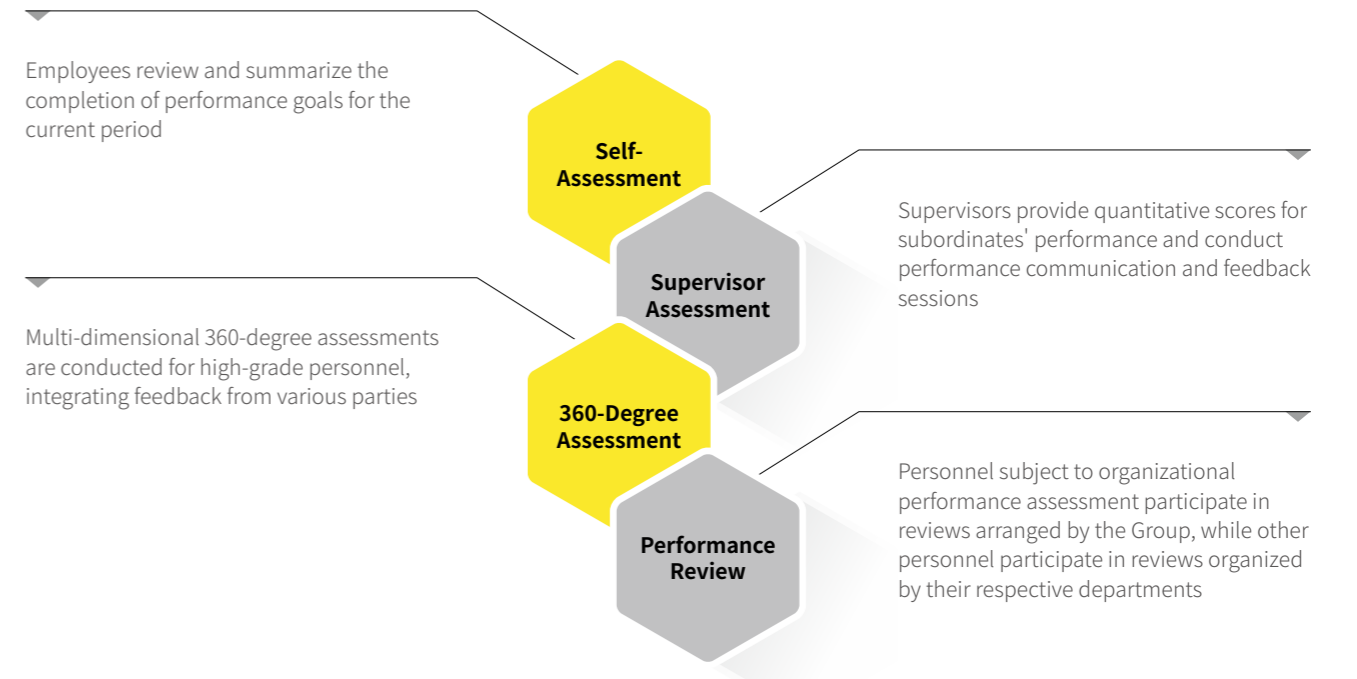 Employees review and summarize the
completion of performance goals for the
current period
Self-
Assessment
Supervisors provide quantitative scores for
subordinates' performance and conduct
performance communication and feedback
sessions
Supervisor
Assessment
Multi-dimensional 360-degree assessments
are conducted for high-grade personnel,
integrating feedback from various parties
360-Degree
Assessment
Personnel subject to organizational
performance assessment participate in
reviews arranged by the Group, while other
personnel participate in reviews organized
by their respective departments
Performance
Review